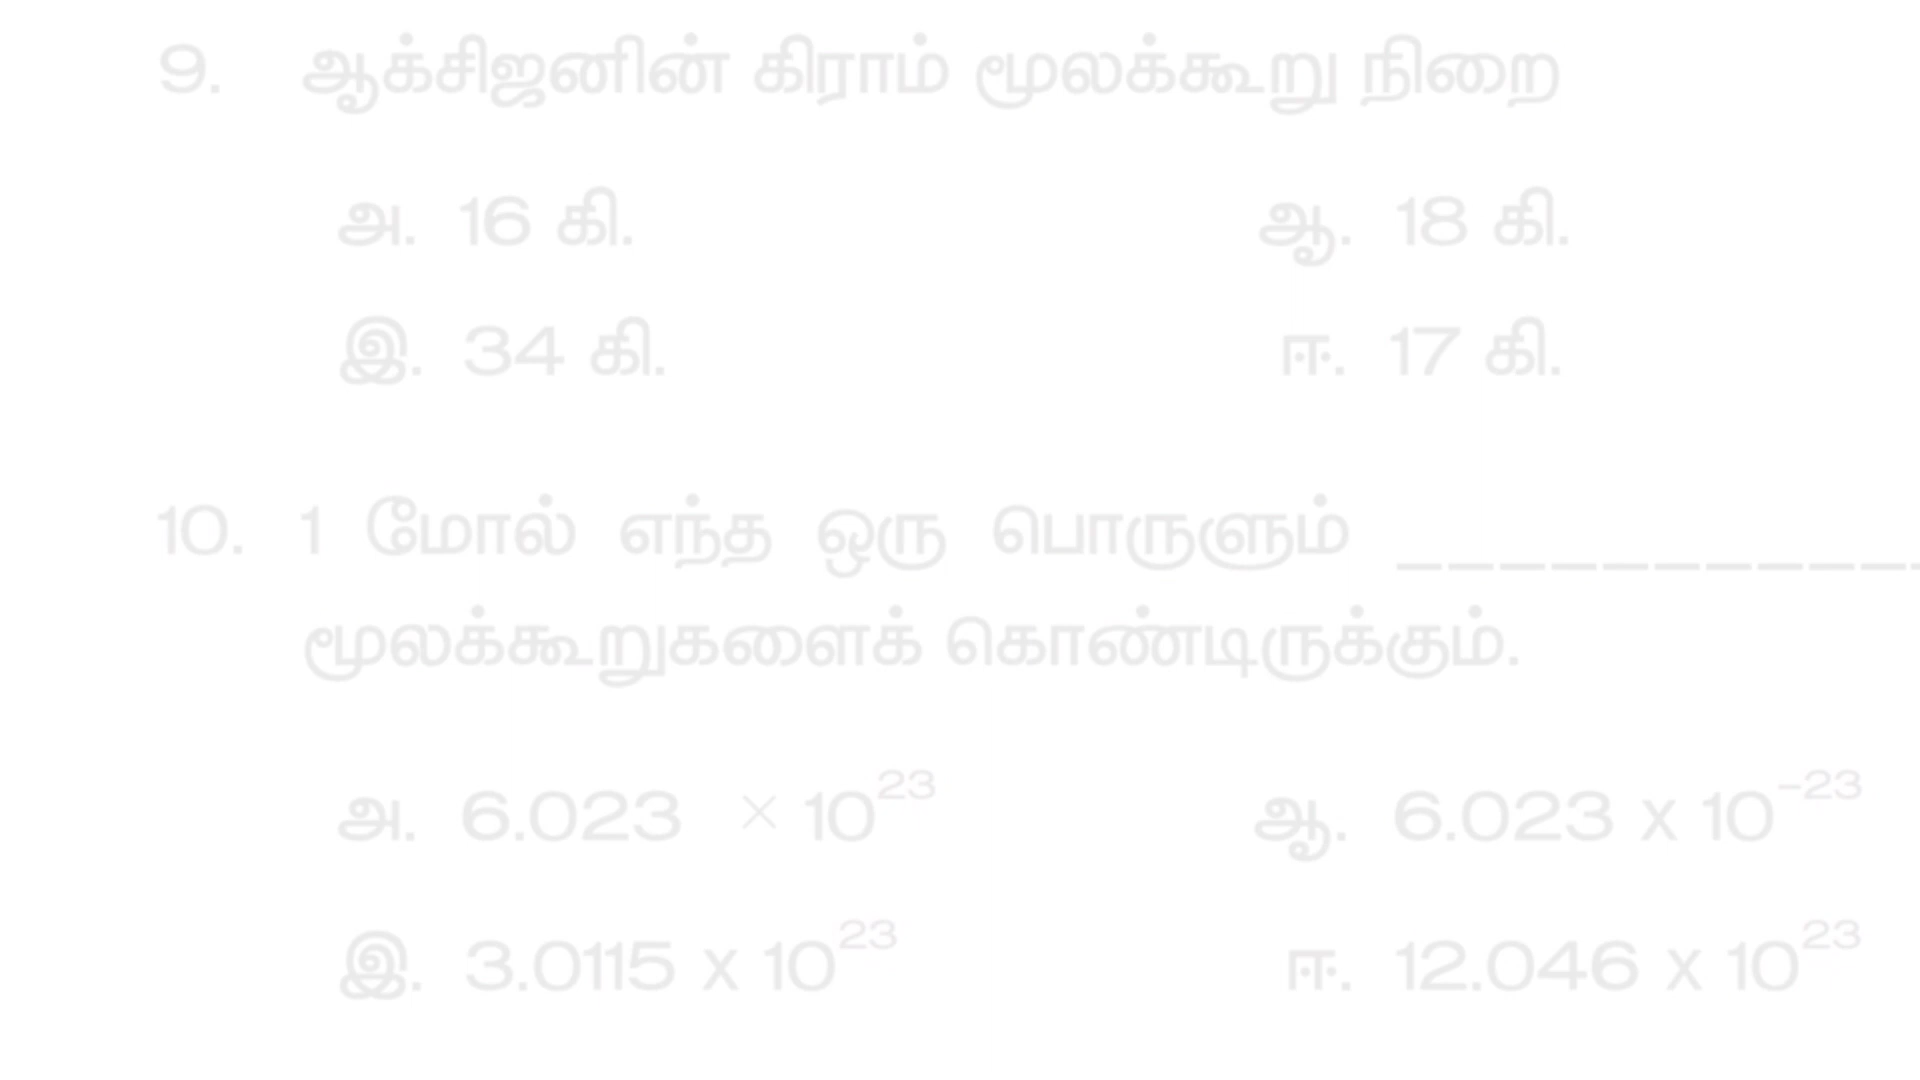 9. ஆக்சிஜனின் கிராம் மூலக்கூறு நிறை
அ. 16 கி. ஆ. 18 கி.
இ. 34 கி. ஈ. 17 கி.
10. 1 மோல் எந்த ஒரு பொருளும் __________
மூலக்கூறுகளைக் கொண்டிருக்கும்.
அ. 6.023 × 10²³ ஆ. 6.023 x 10⁻²³
இ. 3.0115 x 10²³ ஈ. 12.046 x 10²³